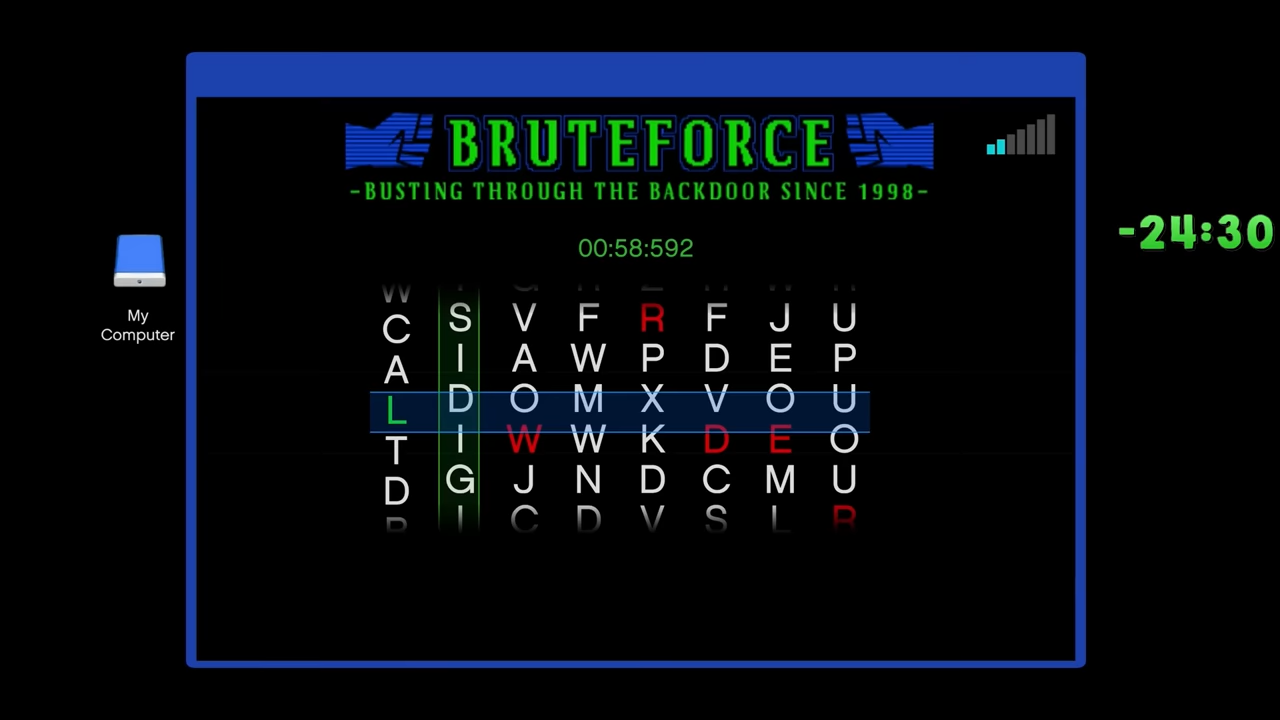 BRUTEFORCE
-BUSTING THROUGH THE BACKDOOR SINCE 1998-
-24:30
00:58:592
My
Computer
C S V F R F J U
A I A W P D E P
L D O M X V O U
T I W W K D E O
D G J N D C M U